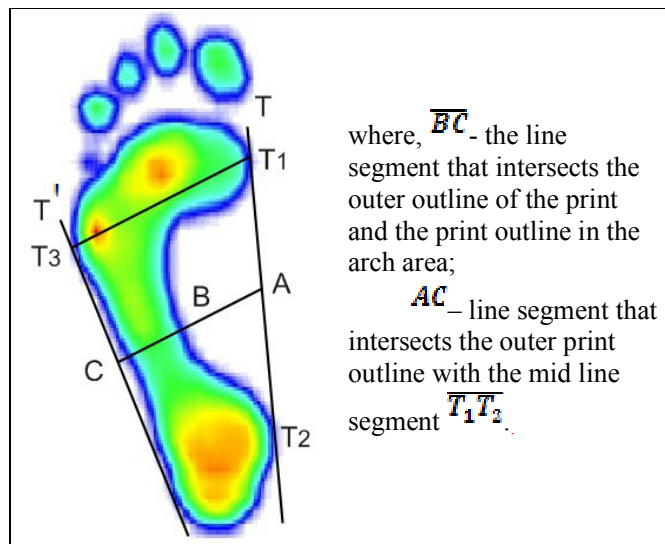 T
T1
T'
T3
B
A
C
T2
where, BC - the line
segment that intersects the
outer outline of the print
and the print outline in the
arch area;
AC – line segment that
intersects the outer print
outline with the mid line
segment T₁T₂.